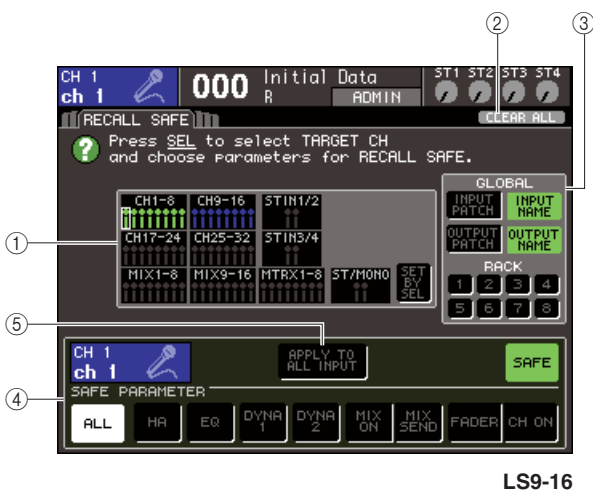 ② ③
CH 1
ch 1
000 Initial Data
R ADMIN
ST1 ST2 ST3 ST4
RECALL SAFE
CLEAR ALL
? Press SEL to select TARGET CH
and choose parameters for RECALL SAFE.
GLOBAL
INPUT PATCH
INPUT NAME
OUTPUT PATCH
OUTPUT NAME
RACK
1 2 3 4
5 6 7 8
①
CH1-8 CH9-16 STIN1/2
CH17-24 CH25-32 STIN3/4
MIX1-8 MIX9-16 MTRX1-8 ST/MONO
SET BY SEL
⑤
④
CH 1
ch 1
APPLY TO
ALL INPUT
SAFE
SAFE PARAMETER
ALL HA EQ DYNA 1 DYNA 2 MIX ON MIX SEND FADER CH ON
LS9-16